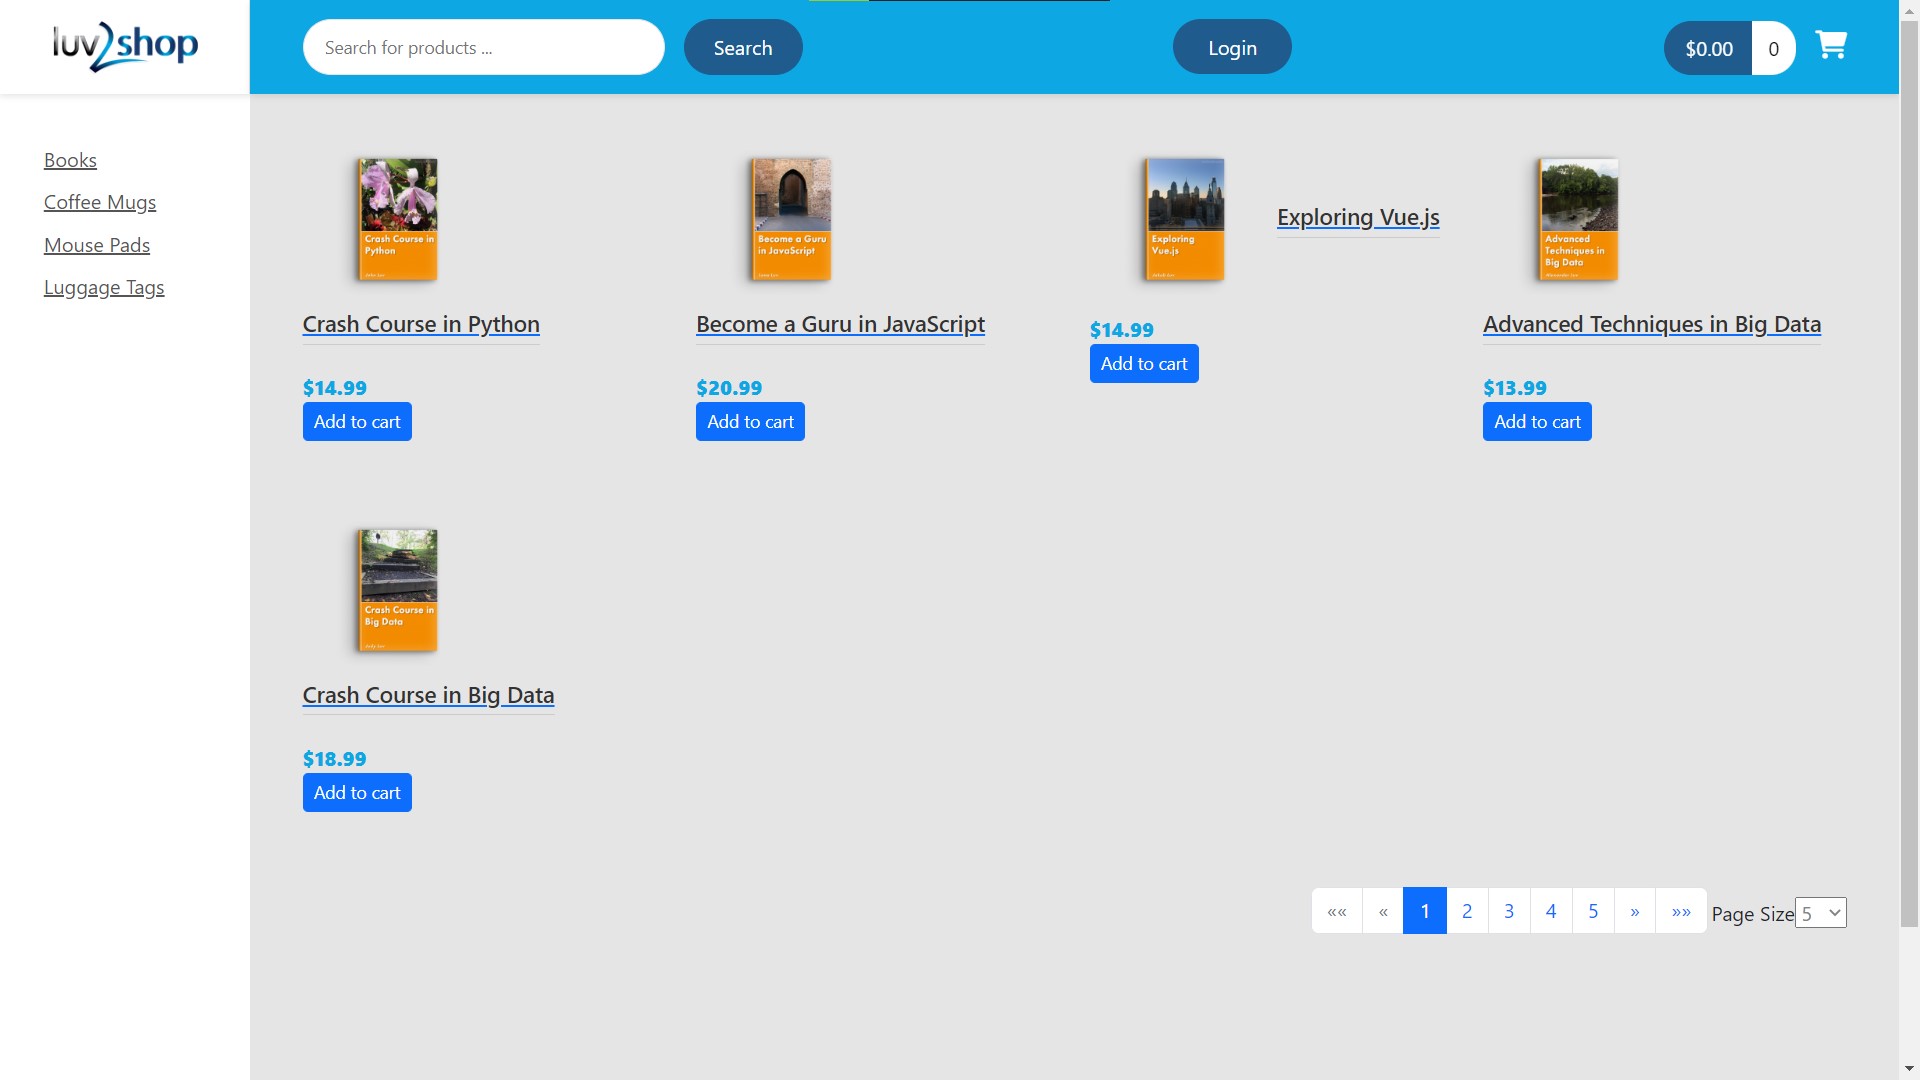 luv2shop
Search for products ...
Search
Login
$0.00
0
Books
Coffee Mugs
Mouse Pads
Luggage Tags
Crash Course in
Python
Crash Course in Python
$14.99
Add to cart
Become a Guru
in JavaScript
Become a Guru in JavaScript
$20.99
Add to cart
Exploring
Vue.js
Exploring Vue.js
$14.99
Add to cart
Advanced
Techniques in
Big Data
Advanced Techniques in Big Data
$13.99
Add to cart
Crash Course in
Big Data
Crash Course in Big Data
$18.99
Add to cart
«« « 1 2 3 4 5 » »» Page Size 5